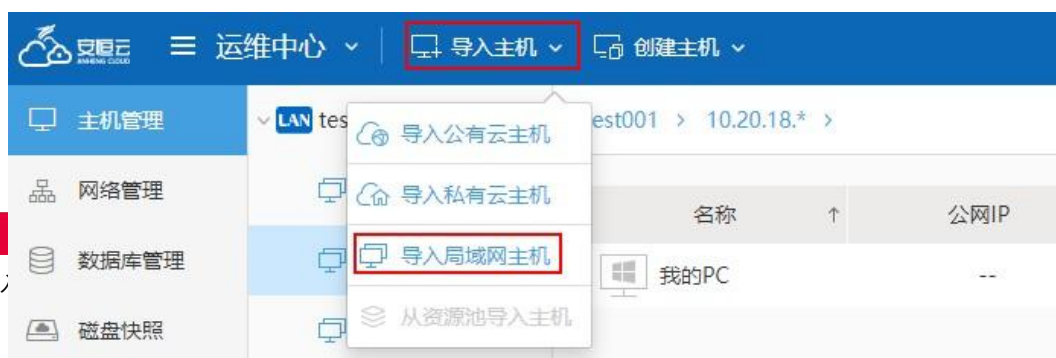 安恒云
ANHENG CLOUD
运维中心
导入主机
创建主机
主机管理
网络管理
数据库管理
磁盘快照
LAN tes
导入公有云主机
导入私有云主机
导入局域网主机
从资源池导入主机
est001 > 10.20.18.* >
名称 ↑ 公网IP
我的PC --